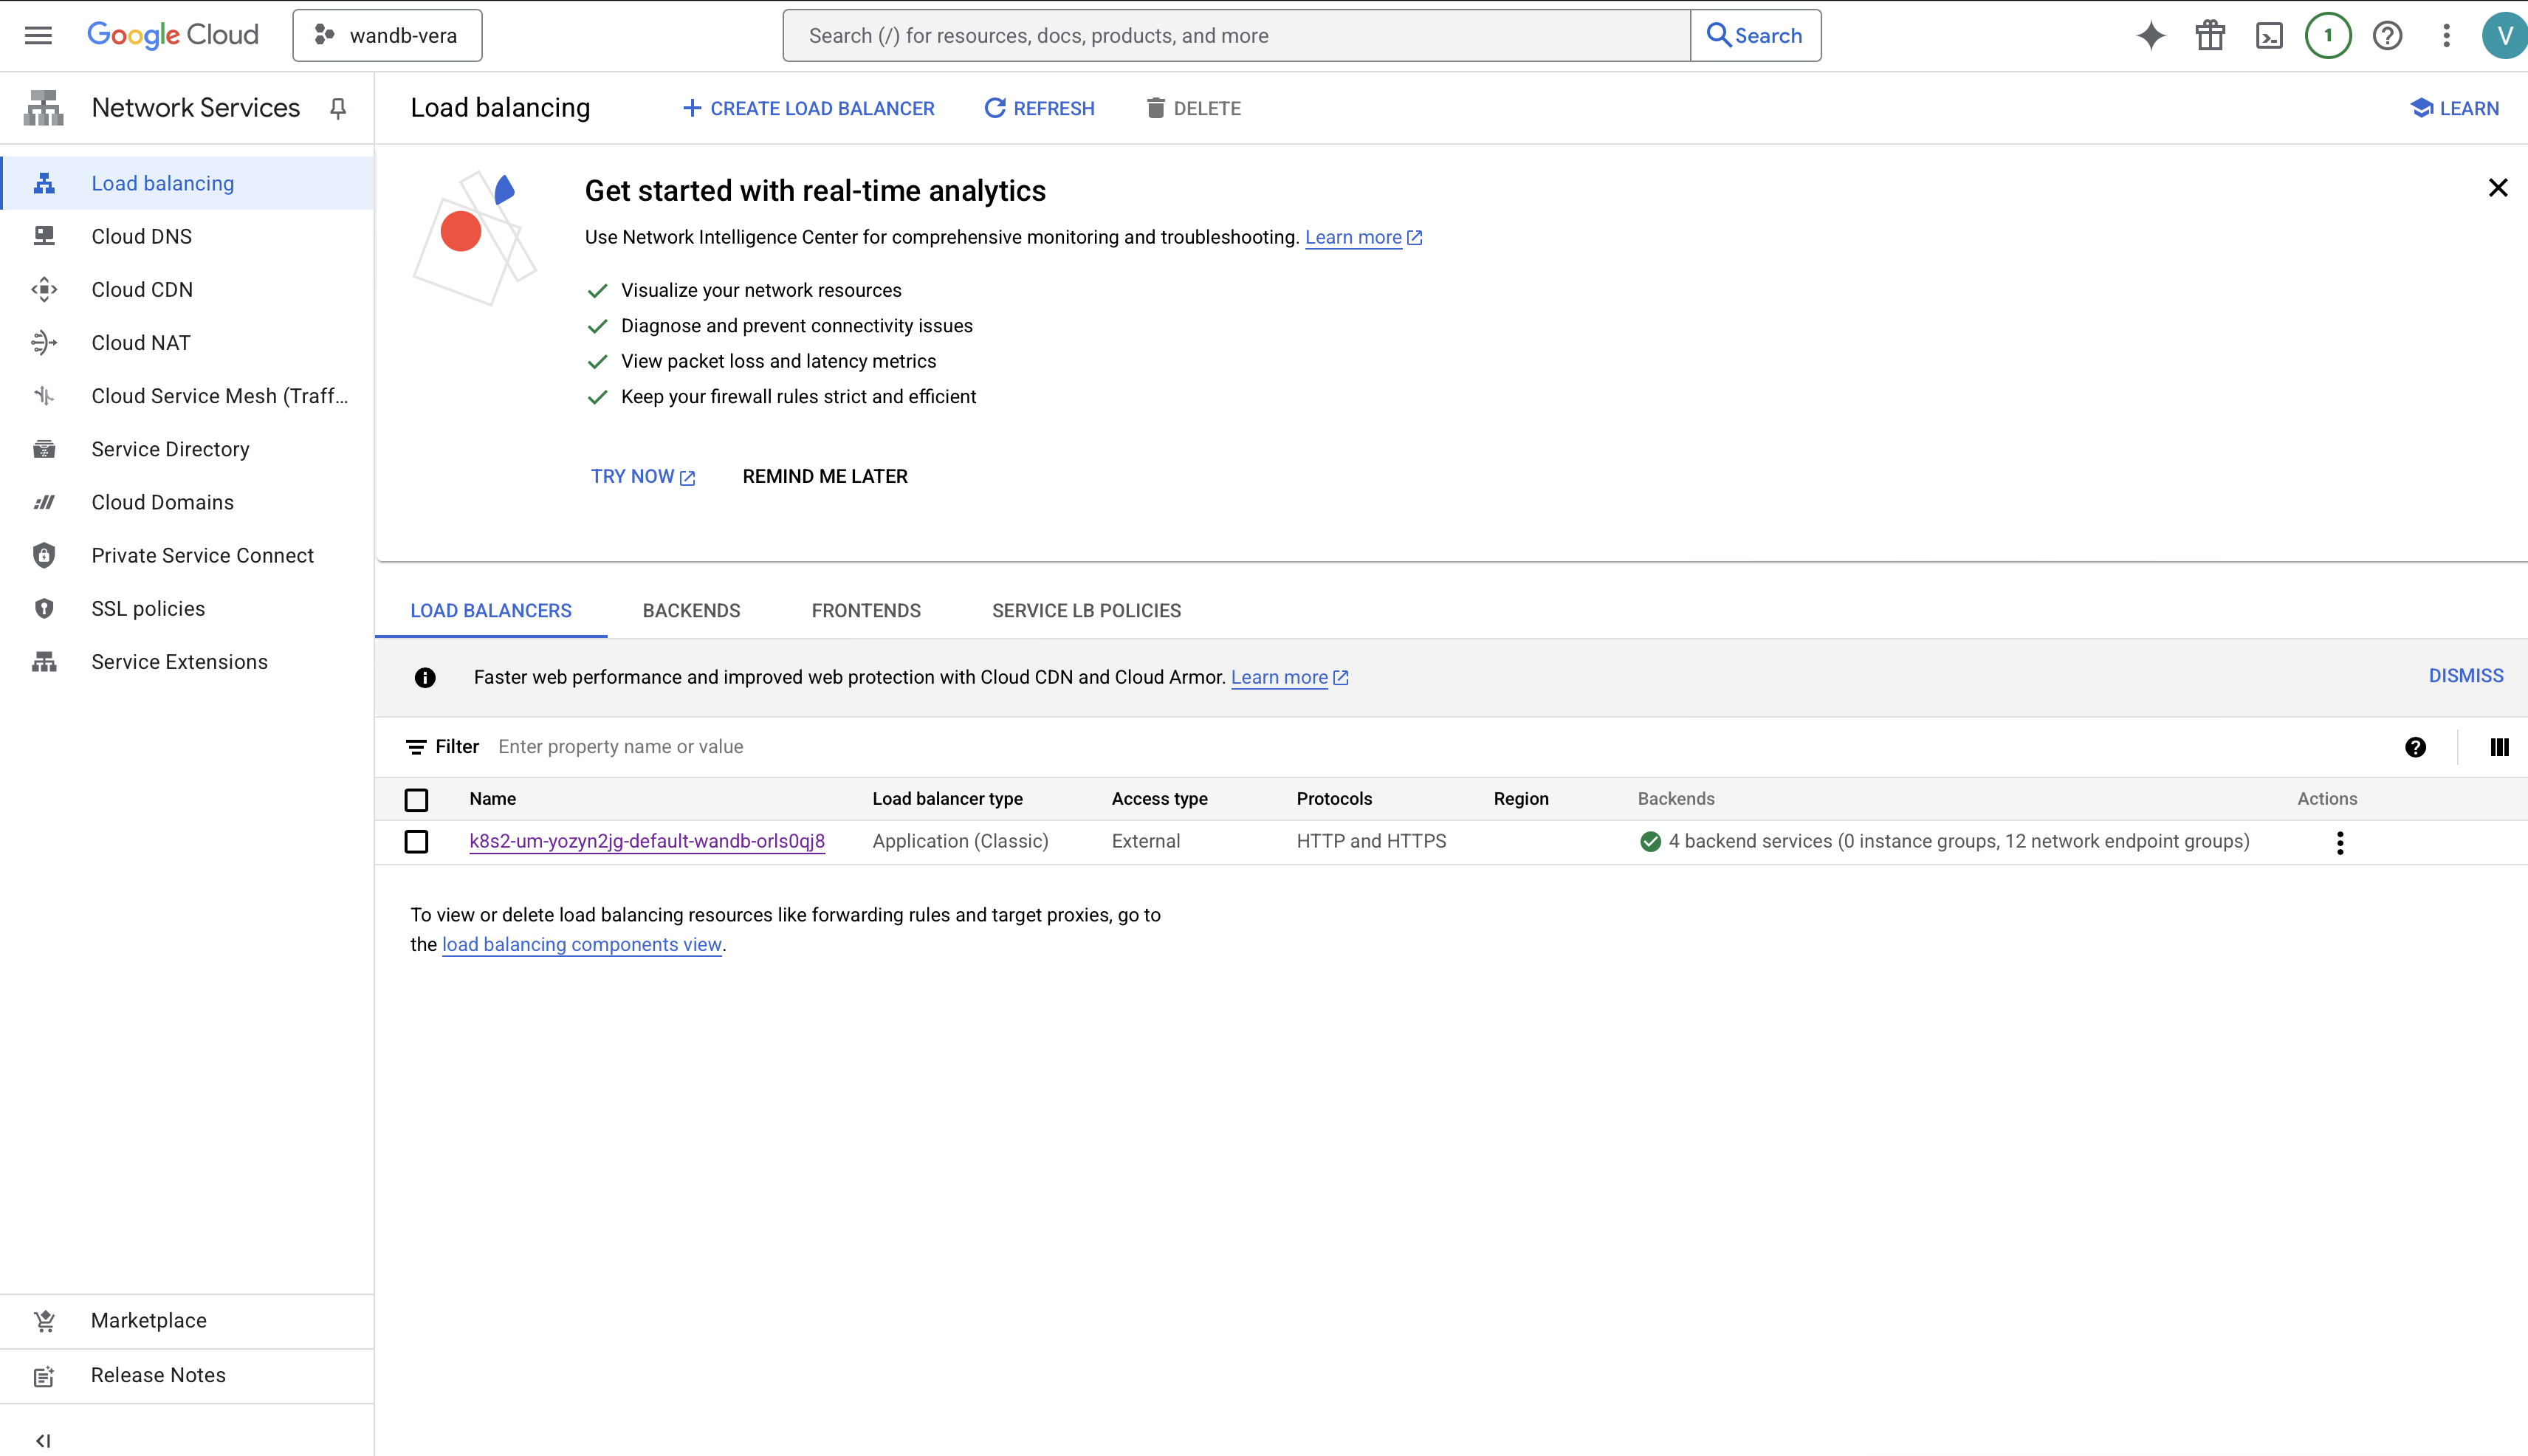 Google Cloud
wandb-vera
Search (/) for resources, docs, products, and more
Search
1
V
Network Services
Load balancing
CREATE LOAD BALANCER
REFRESH
DELETE
LEARN
Load balancing
Cloud DNS
Cloud CDN
Cloud NAT
Cloud Service Mesh (Traff...
Service Directory
Cloud Domains
Private Service Connect
SSL policies
Service Extensions
Marketplace
Release Notes
Get started with real-time analytics
Use Network Intelligence Center for comprehensive monitoring and troubleshooting. Learn more
Visualize your network resources
Diagnose and prevent connectivity issues
View packet loss and latency metrics
Keep your firewall rules strict and efficient
TRY NOW
REMIND ME LATER
LOAD BALANCERS
BACKENDS
FRONTENDS
SERVICE LB POLICIES
Faster web performance and improved web protection with Cloud CDN and Cloud Armor. Learn more
DISMISS
Filter
Enter property name or value
Name Load balancer type Access type Protocols Region Backends Actions
k8s2-um-yozyn2jg-default-wandb-orls0qj8 Application (Classic) External HTTP and HTTPS 4 backend services (0 instance groups, 12 network endpoint groups)
To view or delete load balancing resources like forwarding rules and target proxies, go to
the load balancing components view.